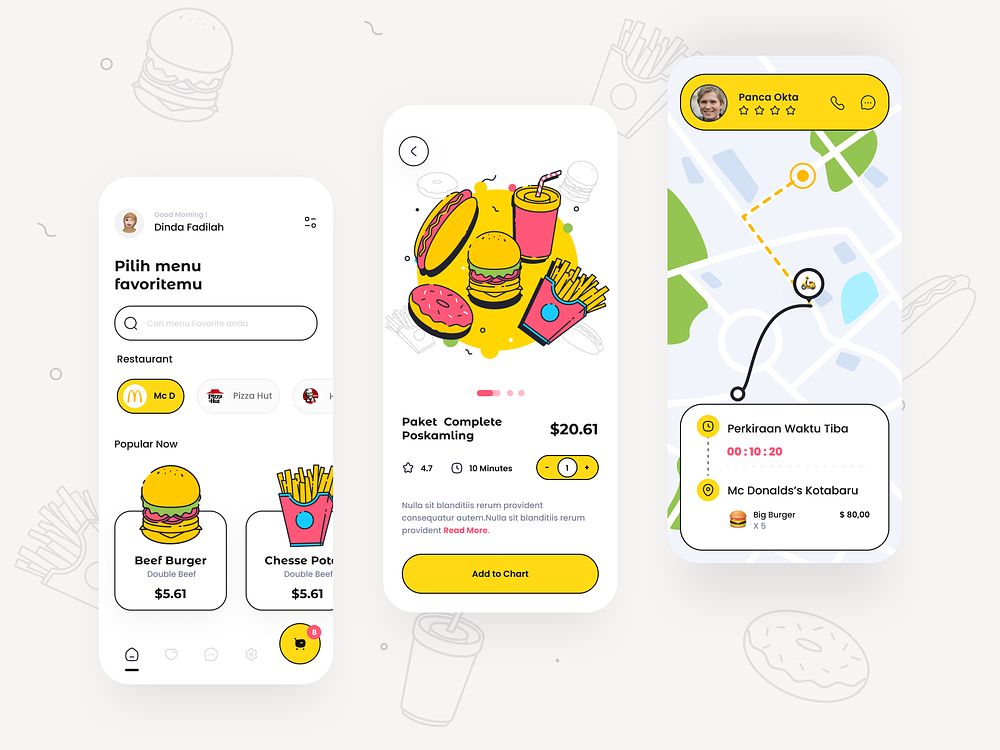 Good Morning !
Dinda Fadilah
Pilih menu
favoritemu
Cari menu Favorite anda
Restaurant
Mc D
Pizza Hut
Pizza
Hut
KFC
H
Popular Now
Beef Burger
Double Beef
$5.61
Chesse Pot
Double Beef
$5.61
8
Paket Complete
Poskamling
$20.61
4.7
10 Minutes
- 1 +
Nulla sit blanditiis rerum provident
consequatur autem.Nulla sit blanditiis rerum
provident Read More.
Add to Chart
Panca Okta
Perkiraan Waktu Tiba
00:10:20
Mc Donalds's Kotabaru
Big Burger
$ 80,00
X 5